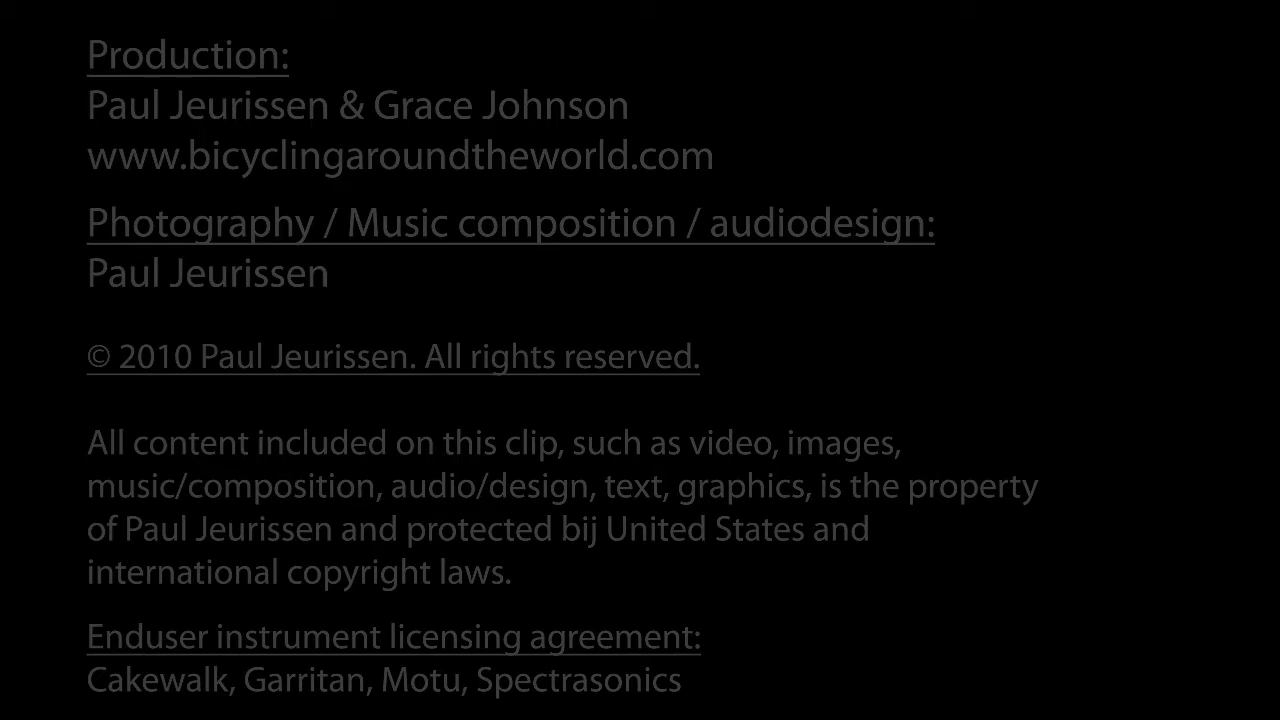 Production:
Paul Jeurissen & Grace Johnson
www.bicyclingaroundtheworld.com
Photography / Music composition / audiodesign:
Paul Jeurissen
© 2010 Paul Jeurissen. All rights reserved.
All content included on this clip, such as video, images,
music/composition, audio/design, text, graphics, is the property
of Paul Jeurissen and protected bij United States and
international copyright laws.
Enduser instrument licensing agreement:
Cakewalk, Garritan, Motu, Spectrasonics